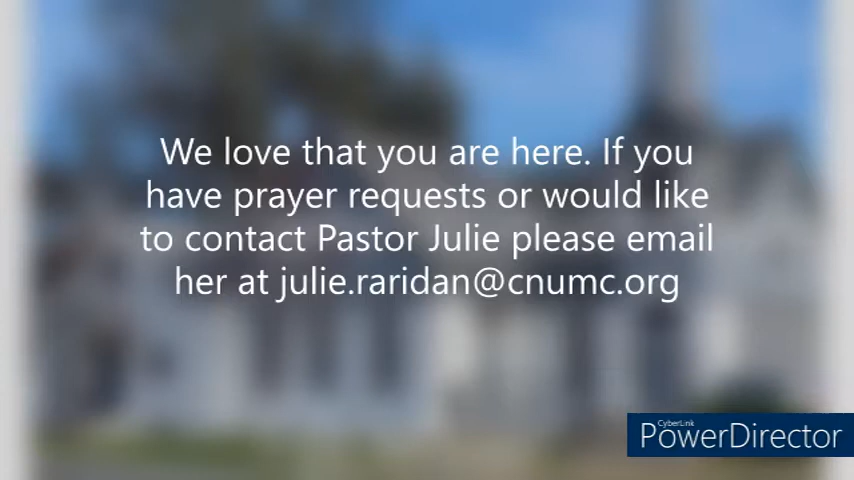 We love that you are here. If you
have prayer requests or would like
to contact Pastor Julie please email
her at julie.raridan@cnumc.org
CyberLink
PowerDirector